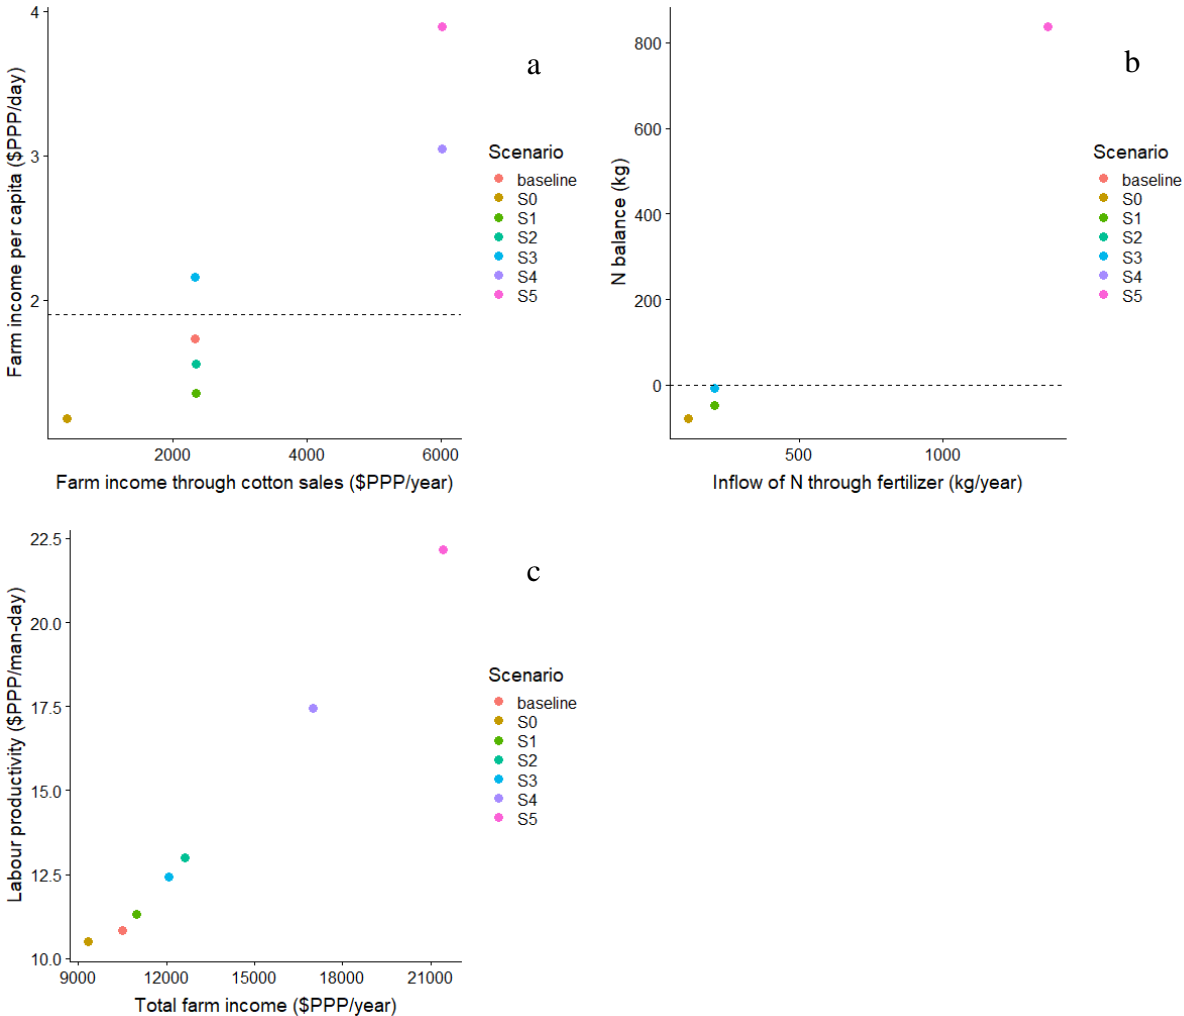 a
Farm income per capita ($PPP/day)
4
3
2
2000 4000 6000
Farm income through cotton sales ($PPP/year)
Scenario
baseline
S0
S1
S2
S3
S4
S5
b
N balance (kg)
800
600
400
200
0
500 1000
Inflow of N through fertilizer (kg/year)
Scenario
baseline
S0
S1
S2
S3
S4
S5
c
Labour productivity ($PPP/man-day)
22.5
20.0
17.5
15.0
12.5
10.0
9000 12000 15000 18000 21000
Total farm income ($PPP/year)
Scenario
baseline
S0
S1
S2
S3
S4
S5